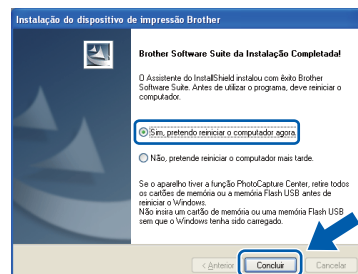 Instalação do dispositivo de impressão Brother
Brother Software Suite da Instalação Completada!
O Assistente do InstallShield instalou com êxito Brother
Software Suite. Antes de utilizar o programa, deve reiniciar o
computador.
Sim, pretendo reiniciar o computador agora.
Não, pretende reiniciar o computador mais tarde.
Se o aparelho tiver a função PhotoCapture Center, retire todos
os cartões de memória ou a memória Flash USB antes de
reiniciar o Windows.
Não insira um cartão de memória ou uma memória Flash USB
sem que o Windows tenha sido carregado.
< Anterior Concluir Cancelar